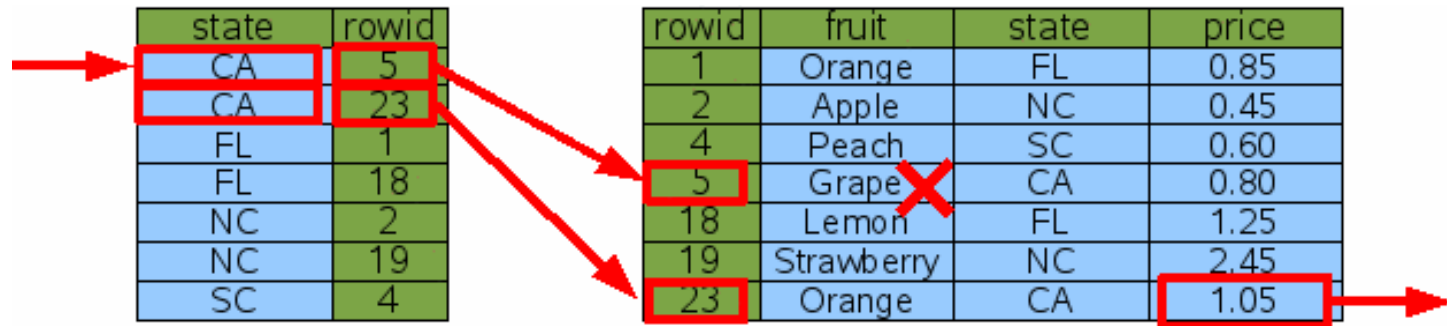 state rowid
CA 5
CA 23
FL 1
FL 18
NC 2
NC 19
SC 4
rowid fruit state price
1 Orange FL 0.85
2 Apple NC 0.45
4 Peach SC 0.60
5 Grape CA 0.80
18 Lemon FL 1.25
19 Strawberry NC 2.45
23 Orange CA 1.05